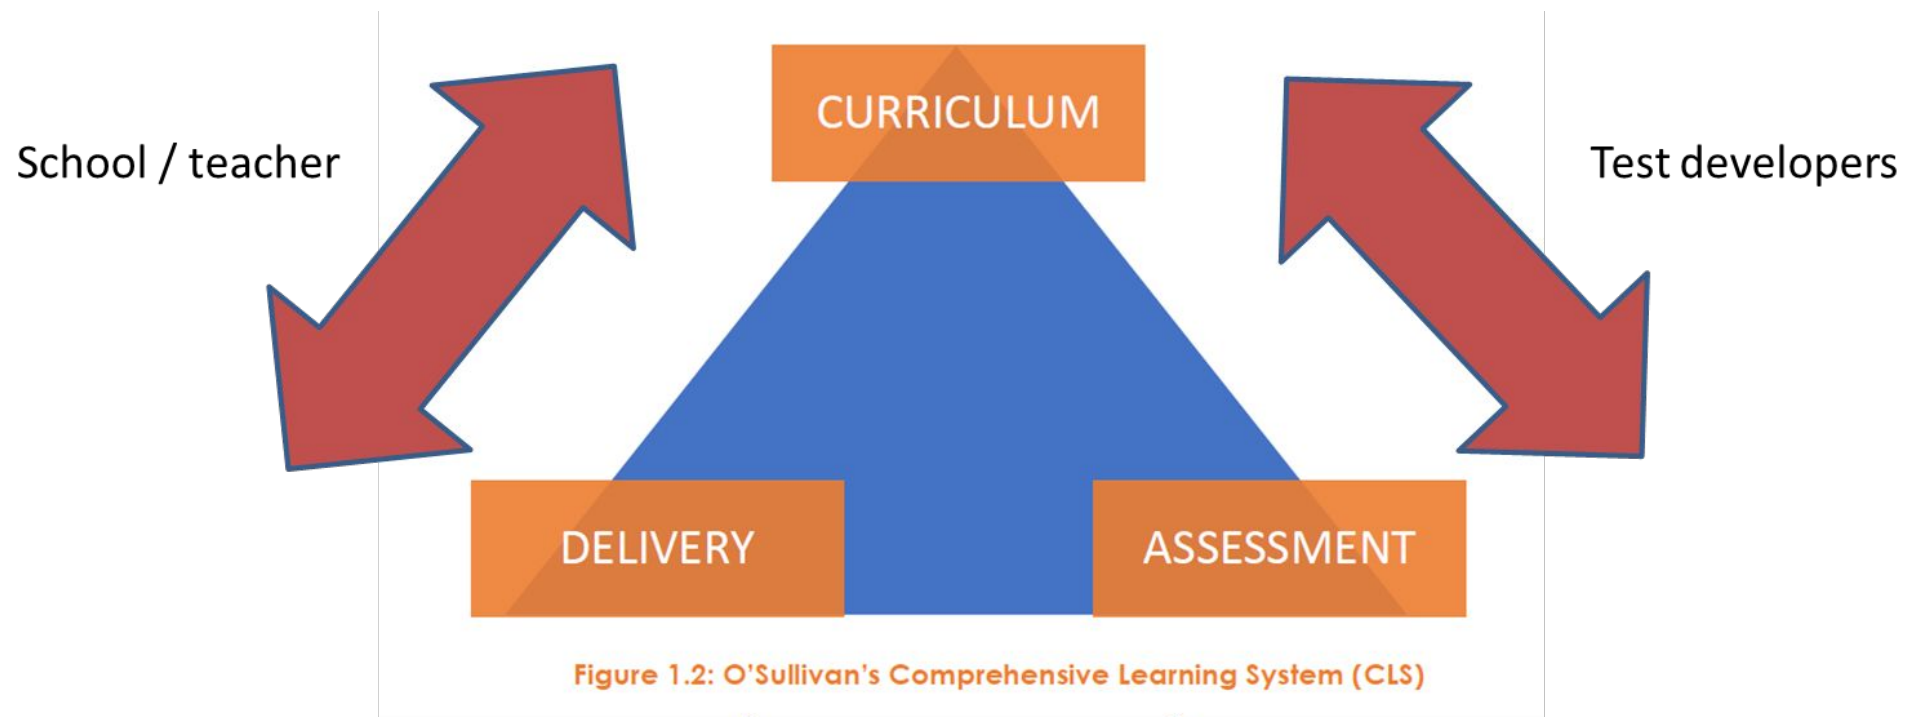 CURRICULUM
School / teacher
Test developers
DELIVERY
ASSESSMENT
Figure 1.2: O'Sullivan's Comprehensive Learning System (CLS)